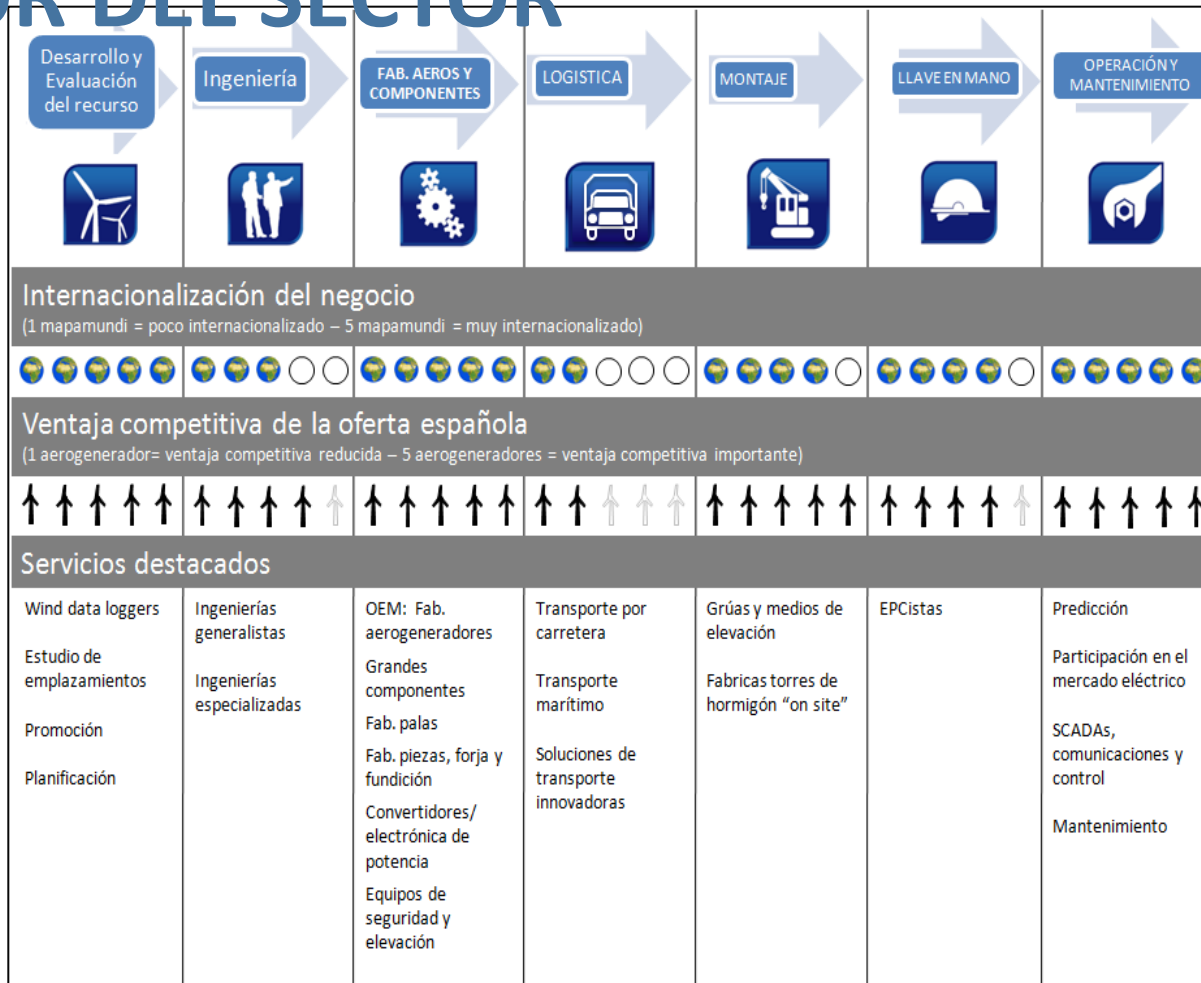 OR DEL SECTOR
Desarrollo y
Evaluación
del recurso
Ingeniería
FAB. AEROS Y
COMPONENTES
LOGISTICA
MONTAJE
LLAVE EN MANO
OPERACIÓN Y
MANTENIMIENTO
Internacionalización del negocio
(1 mapamundi = poco internacionalizado – 5 mapamundi = muy internacionalizado)
Ventaja competitiva de la oferta española
(1 aerogenerador= ventaja competitiva reducida – 5 aerogeneradores = ventaja competitiva importante)
Servicios destacados
Wind data loggers
Estudio de
emplazamientos
Promoción
Planificación
Ingenierías
generalistas
Ingenierías
especializadas
OEM: Fab.
aerogeneradores
Grandes
componentes
Fab. palas
Fab. piezas, forja y
fundición
Convertidores/
electrónica de
potencia
Equipos de
seguridad y
elevación
Transporte por
carretera
Transporte
marítimo
Soluciones de
transporte
innovadoras
Grúas y medios de
elevación
Fabricas torres de
hormigón “on site”
EPCistas
Predicción
Participación en el
mercado eléctrico
SCADAs,
comunicaciones y
control
Mantenimiento